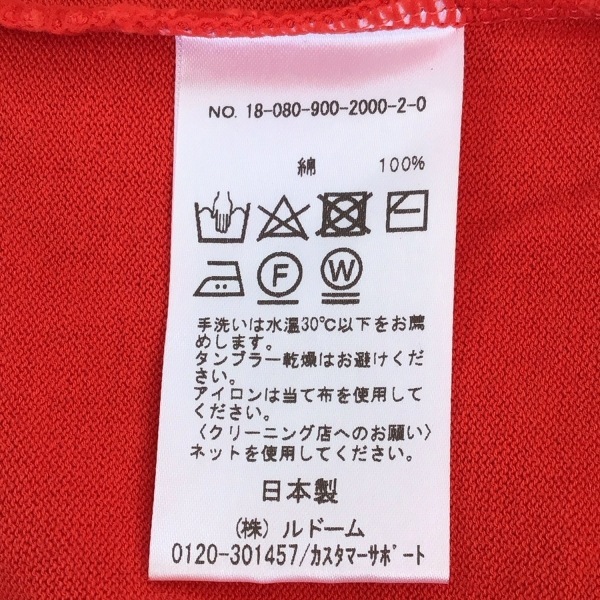 NO. 18-080-900-2000-2-0
綿 100%
F W
手洗いは水温30℃以下をお薦
めします。
タンブラー乾燥はお避けくだ
さい。
アイロンは当て布を使用して
ください。
〈クリーニング店へのお願い〉
ネットを使用してください。
日本製
(株) ルドーム
0120-301457/カスタマーサポート